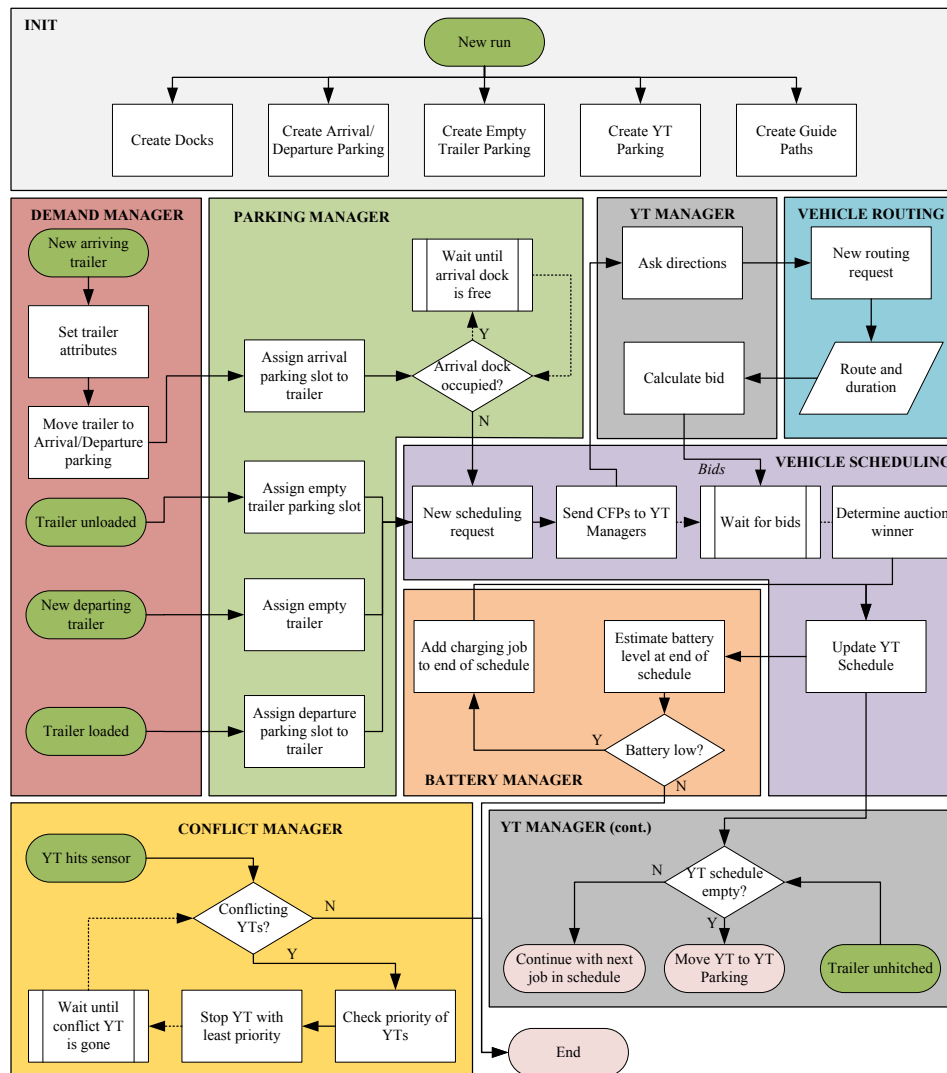 INIT
New run
Create Docks
Create Arrival/
Departure Parking
Create Empty
Trailer Parking
Create YT
Parking
Create Guide
Paths
DEMAND MANAGER
New arriving
trailer
Set trailer
attributes
Move trailer to
Arrival/Departure
parking
Trailer unloaded
New departing
trailer
Trailer loaded
PARKING MANAGER
Wait until
arrival dock
is free
Y
Assign arrival
parking slot to
trailer
Arrival dock
occupied?
N
Assign empty
trailer parking slot
Assign empty
trailer
Assign departure
parking slot to
trailer
YT MANAGER
Ask directions
Calculate bid
VEHICLE ROUTING
New routing
request
Route and
duration
VEHICLE SCHEDULING
Bids
New scheduling
request
Send CFPs to YT
Managers
Wait for bids
Determine auction
winner
Update YT
Schedule
Add charging job
to end of schedule
Estimate battery
level at end of
schedule
Y
Battery low?
N
BATTERY MANAGER
CONFLICT MANAGER
YT hits sensor
Conflicting
YTs?
N
Y
Wait until
conflict YT
is gone
Stop YT with
least priority
Check priority of
YTs
YT MANAGER (cont.)
N
YT schedule
empty?
Y
Continue with next
job in schedule
Move YT to YT
Parking
Trailer unhitched
End